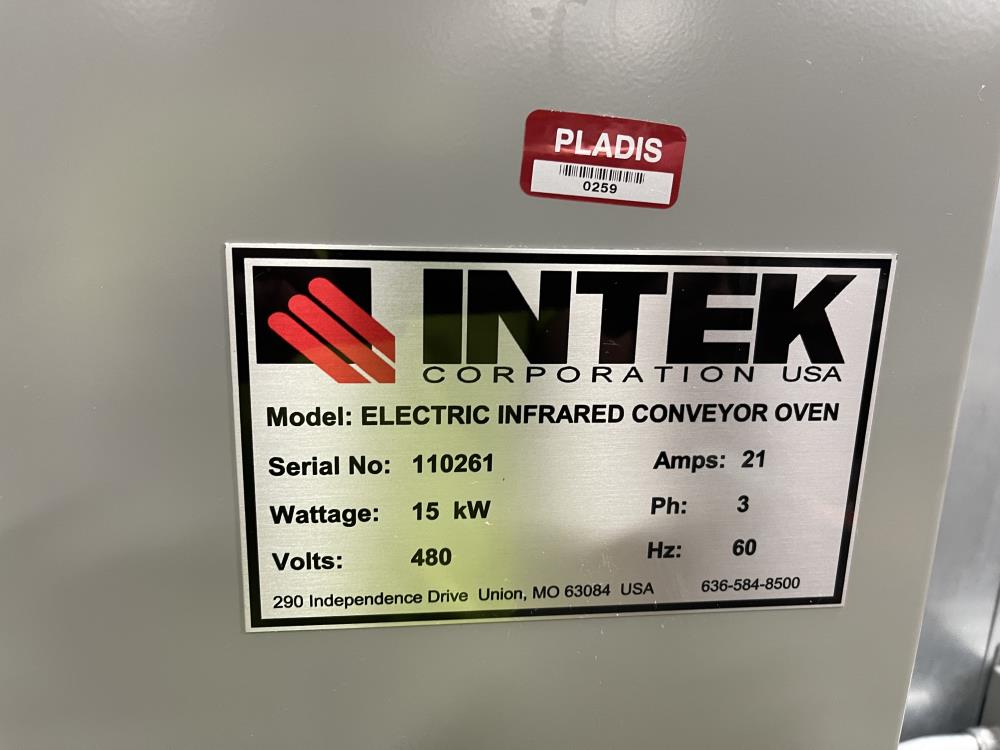 PLADIS
0259
INTEK
CORPORATION USA
Model: ELECTRIC INFRARED CONVEYOR OVEN
Serial No: 110261 Amps: 21
Wattage: 15 kW Ph: 3
Volts: 480 Hz: 60
290 Independence Drive Union, MO 63084 USA 636-584-8500